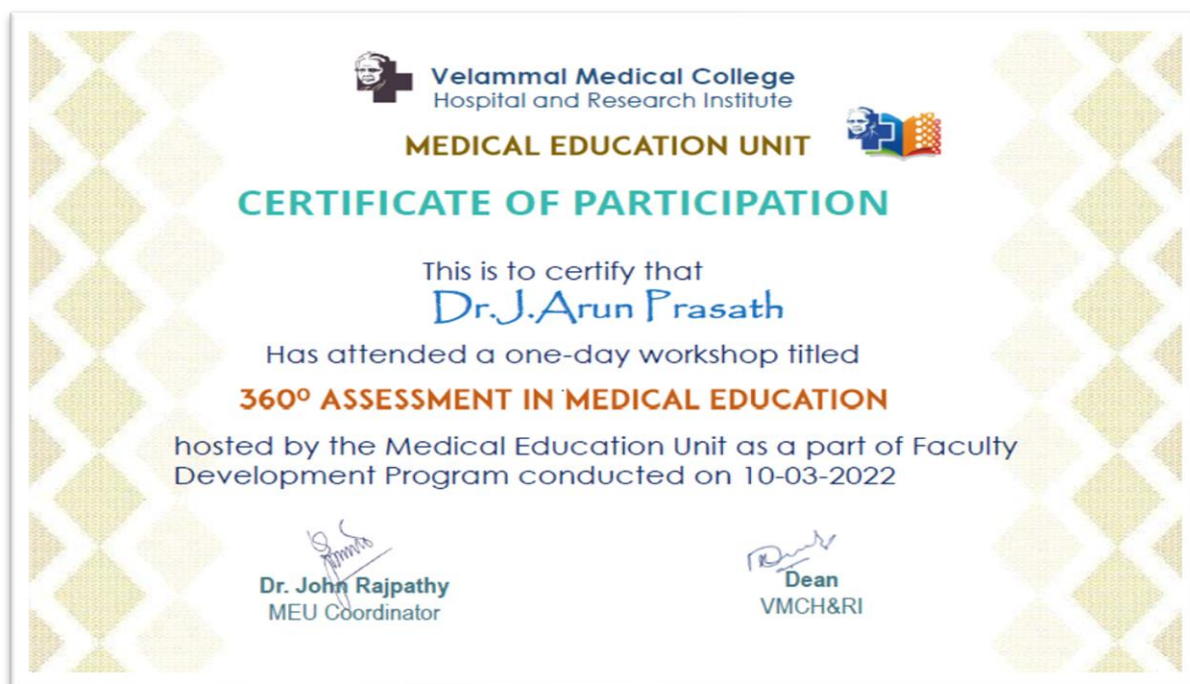 Velammal Medical College
Hospital and Research Institute
MEDICAL EDUCATION UNIT
CERTIFICATE OF PARTICIPATION
This is to certify that
Dr.J.Arun Prasath
Has attended a one-day workshop titled
360º ASSESSMENT IN MEDICAL EDUCATION
hosted by the Medical Education Unit as a part of Faculty
Development Program conducted on 10-03-2022
Dr. John Rajpathy
MEU Coordinator
Dean
VMCH&RI